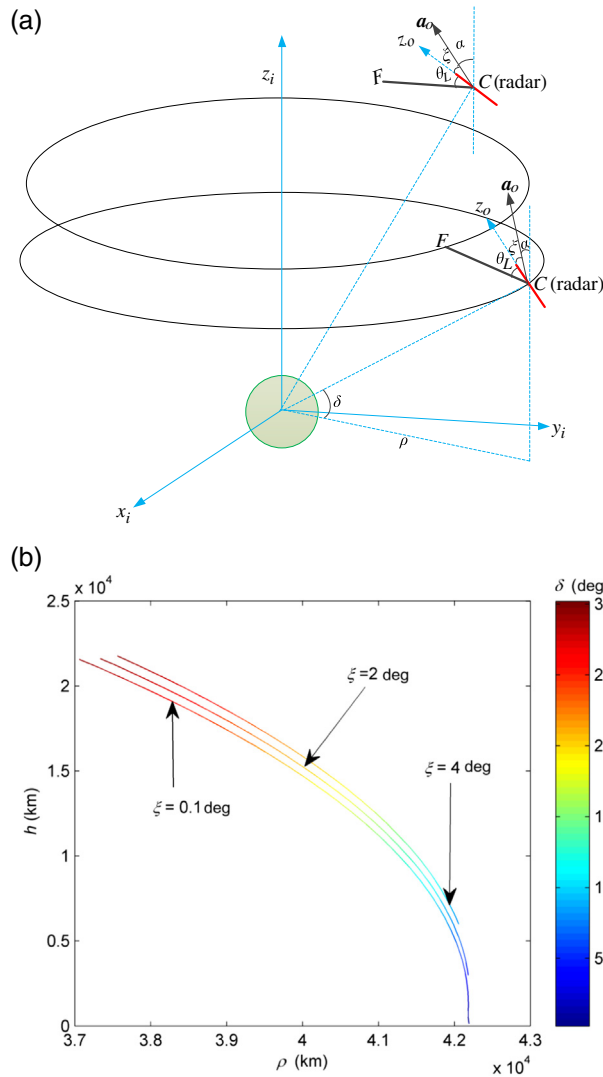 (a)
a_o
z_o
α
ξ
z_i
F
θ_L
C (radar)
a_o
z_o
ξ
α
F
θ_L
C (radar)
δ
y_i
ρ
x_i
(b)
× 10^4
δ (deg
2.5
3
2
2
ξ = 2 deg
2
1.5
ξ = 4 deg
ξ = 0.1 deg
h (km)
1
1
1
0.5
5
0
3.7 3.8 3.9 4 4.1 4.2 4.3
ρ (km)
× 10^4